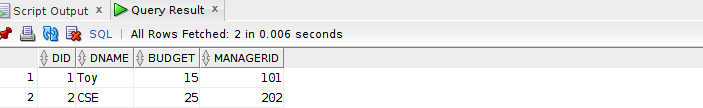 Script Output × Query Result ×
SQL | All Rows Fetched: 2 in 0.006 seconds
DID DNAME BUDGET MANAGERID
1 1 Toy 15 101
2 2 CSE 25 202